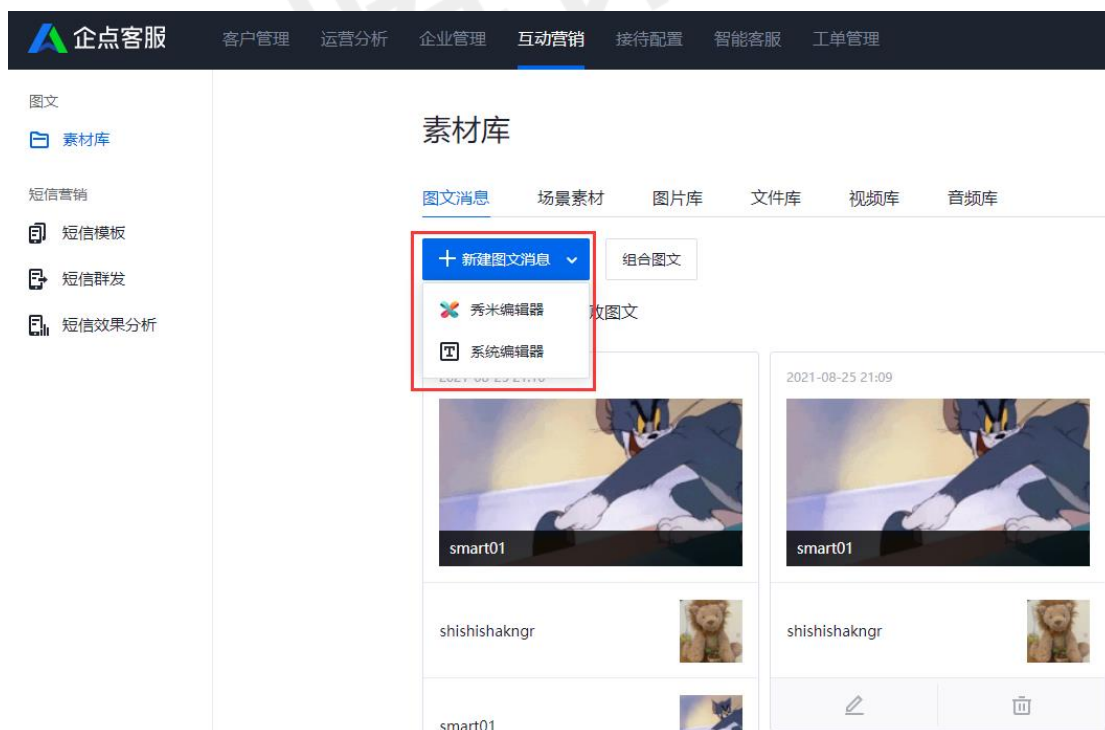 企点客服 客户管理 运营分析 企业管理 互动营销 接待配置 智能客服 工单管理
图文
素材库
短信营销
短信模板
短信群发
短信效果分析
素材库
图文消息 场景素材 图片库 文件库 视频库 音频库
新建图文消息 组合图文
秀米编辑器 改图文
T 系统编辑器
2021-08-25 21:09
smart01 smart01
shishishakngr shishishakngr
smart01